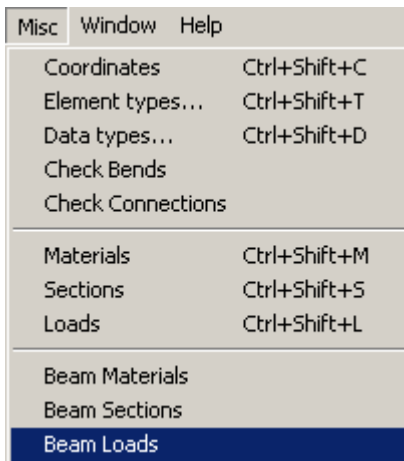 Misc Window Help
Coordinates Ctrl+Shift+C
Element types... Ctrl+Shift+T
Data types... Ctrl+Shift+D
Check Bends
Check Connections
Materials Ctrl+Shift+M
Sections Ctrl+Shift+S
Loads Ctrl+Shift+L
Beam Materials
Beam Sections
Beam Loads